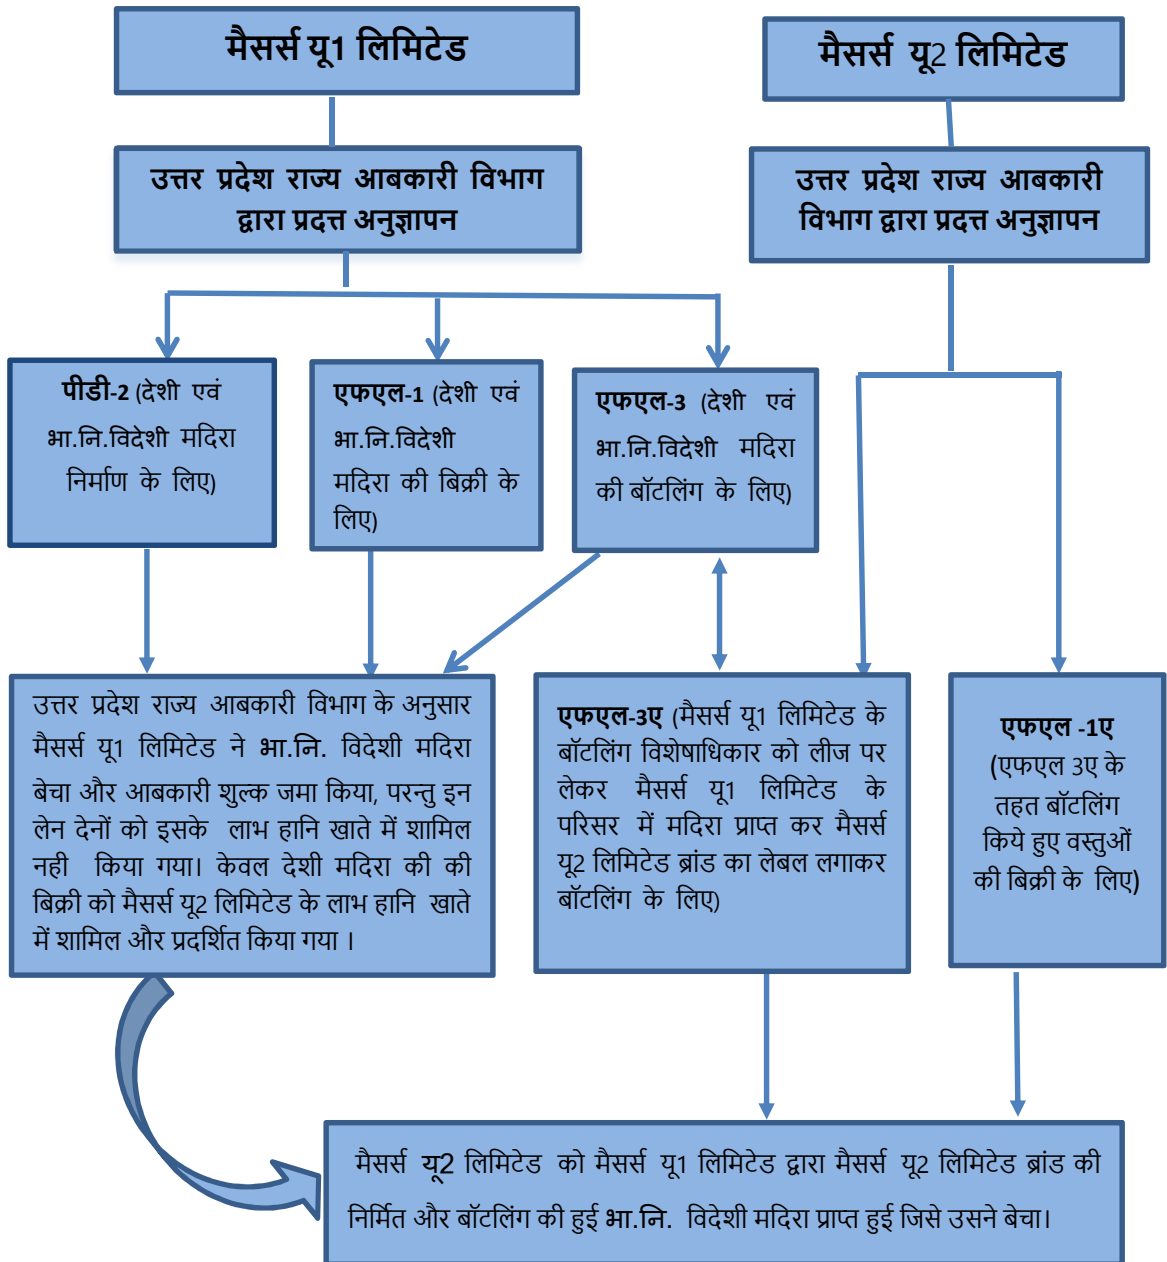 मैसर्स यू1 लिमिटेड
मैसर्स यू2 लिमिटेड
उत्तर प्रदेश राज्य आबकारी विभाग
द्वारा प्रदत्त अनुज्ञापन
उत्तर प्रदेश राज्य आबकारी
विभाग द्वारा प्रदत्त अनुज्ञापन
पीडी-2 (देशी एवं
भा.नि.विदेशी मदिरा
निर्माण के लिए)
एफएल-1 (देशी एवं
भा.नि.विदेशी
मदिरा की बिक्री के
लिए)
एफएल-3 (देशी एवं
भा.नि.विदेशी मदिरा
की बॉटलिंग के लिए)
उत्तर प्रदेश राज्य आबकारी विभाग के अनुसार
मैसर्स यू1 लिमिटेड ने भा.नि. विदेशी मदिरा
बेचा और आबकारी शुल्क जमा किया, परन्तु इन
लेन देनों को इसके लाभ हानि खाते में शामिल
नही किया गया। केवल देशी मदिरा की की
बिक्री को मैसर्स यू2 लिमिटेड के लाभ हानि खाते
में शामिल और प्रदर्शित किया गया ।
एफएल-3ए (मैसर्स यू1 लिमिटेड के
बॉटलिंग विशेषाधिकार को लीज पर
लेकर मैसर्स यू1 लिमिटेड के
परिसर में मदिरा प्राप्त कर मैसर्स
यू2 लिमिटेड ब्रांड का लेबल लगाकर
बॉटलिंग के लिए)
एफएल -1ए
(एफएल 3ए के
तहत बॉटलिंग
किये हुए वस्तुओं
की बिक्री के लिए)
मैसर्स यू2 लिमिटेड को मैसर्स यू1 लिमिटेड द्वारा मैसर्स यू2 लिमिटेड ब्रांड की
निर्मित और बॉटलिंग की हुई भा.नि. विदेशी मदिरा प्राप्त हुई जिसे उसने बेचा।